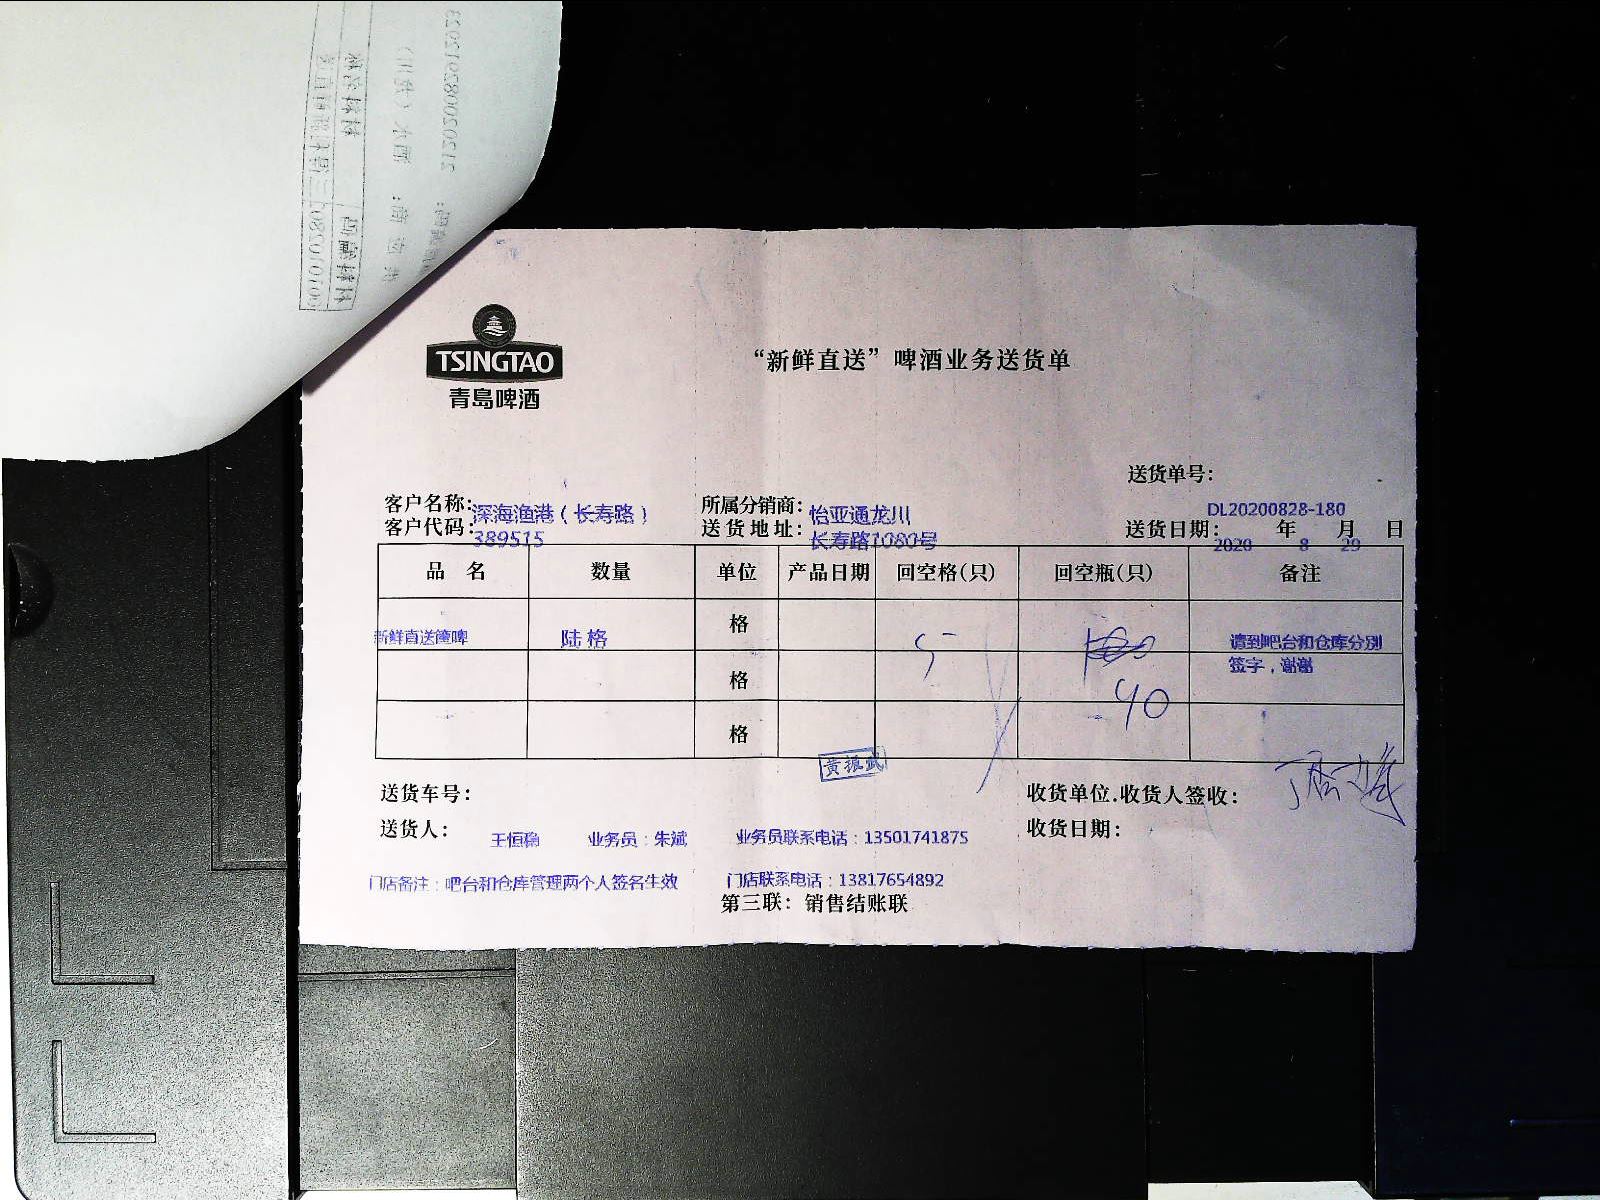 TSINGTAO
青岛啤酒
“新鲜直送”啤酒业务送货单
送货单号:
DL20200828-180
客户名称: 深海渔港（长寿路） 所属分销商: 怡亚通龙川
客户代码: 389515 送货地址: 长寿路1080号 送货日期: 2020 年 8 月 29 日
品 名 数量 单位 产品日期 回空格(只) 回空瓶(只) 备注
新鲜直送 陆格 格 5 请到吧台和仓库分别
签字，谢谢
格 40
格
黄振武
送货车号: 收货单位.收货人签收:
送货人: 王恒 业务员：朱斌 业务员联系电话：13501741875 收货日期:
门店备注：吧台和仓库管理两个人签名生效 门店联系电话：13817654892
第三联: 销售结账联